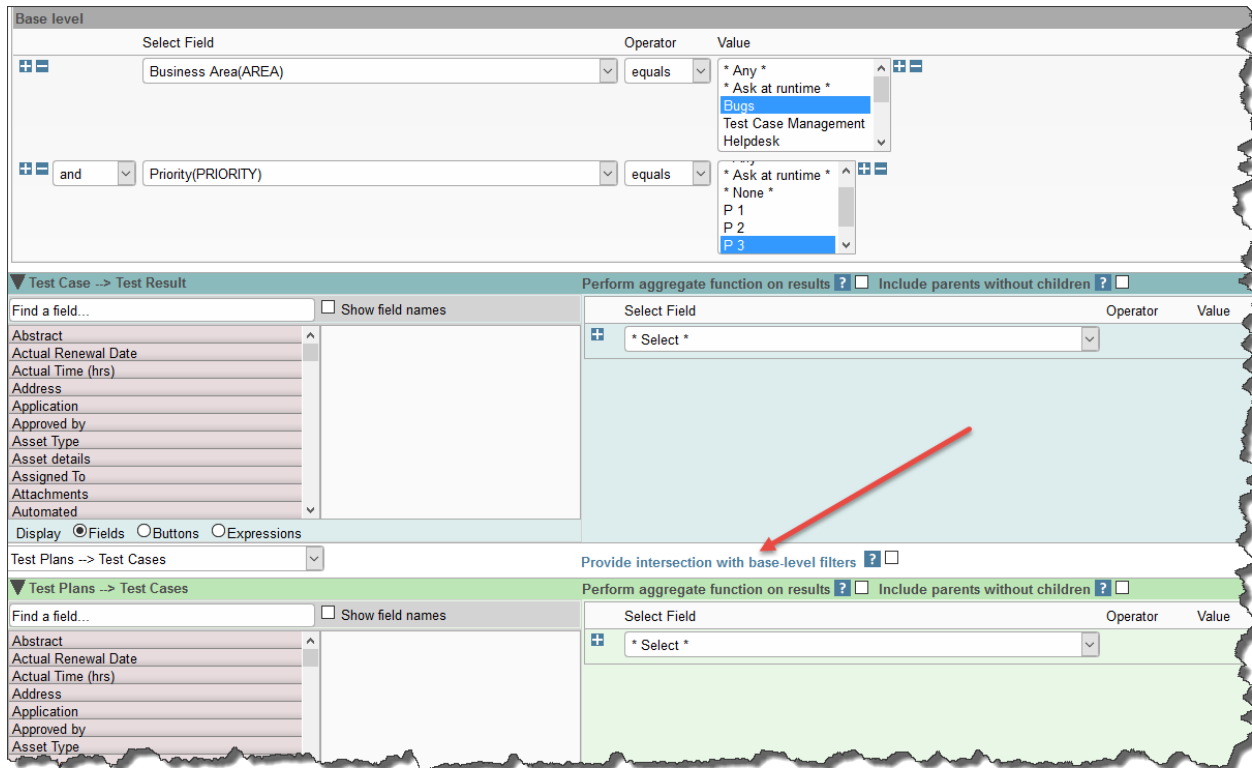 Base level
Select Field Operator Value
Business Area(AREA) equals * Any *
* Ask at runtime *
Bugs
Test Case Management
Helpdesk
and Priority(PRIORITY) equals * Ask at runtime *
* None *
P 1
P 2
P 3
Test Case --> Test Result Perform aggregate function on results ? Include parents without children ?
Find a field... Show field names Select Field Operator Value
* Select *
Abstract
Actual Renewal Date
Actual Time (hrs)
Address
Application
Approved by
Asset Type
Asset details
Assigned To
Attachments
Automated
Display Fields Buttons Expressions
Test Plans --> Test Cases Provide intersection with base-level filters ?
Test Plans --> Test Cases Perform aggregate function on results ? Include parents without children ?
Find a field... Show field names Select Field Operator Value
* Select *
Abstract
Actual Renewal Date
Actual Time (hrs)
Address
Application
Approved by
Asset Type